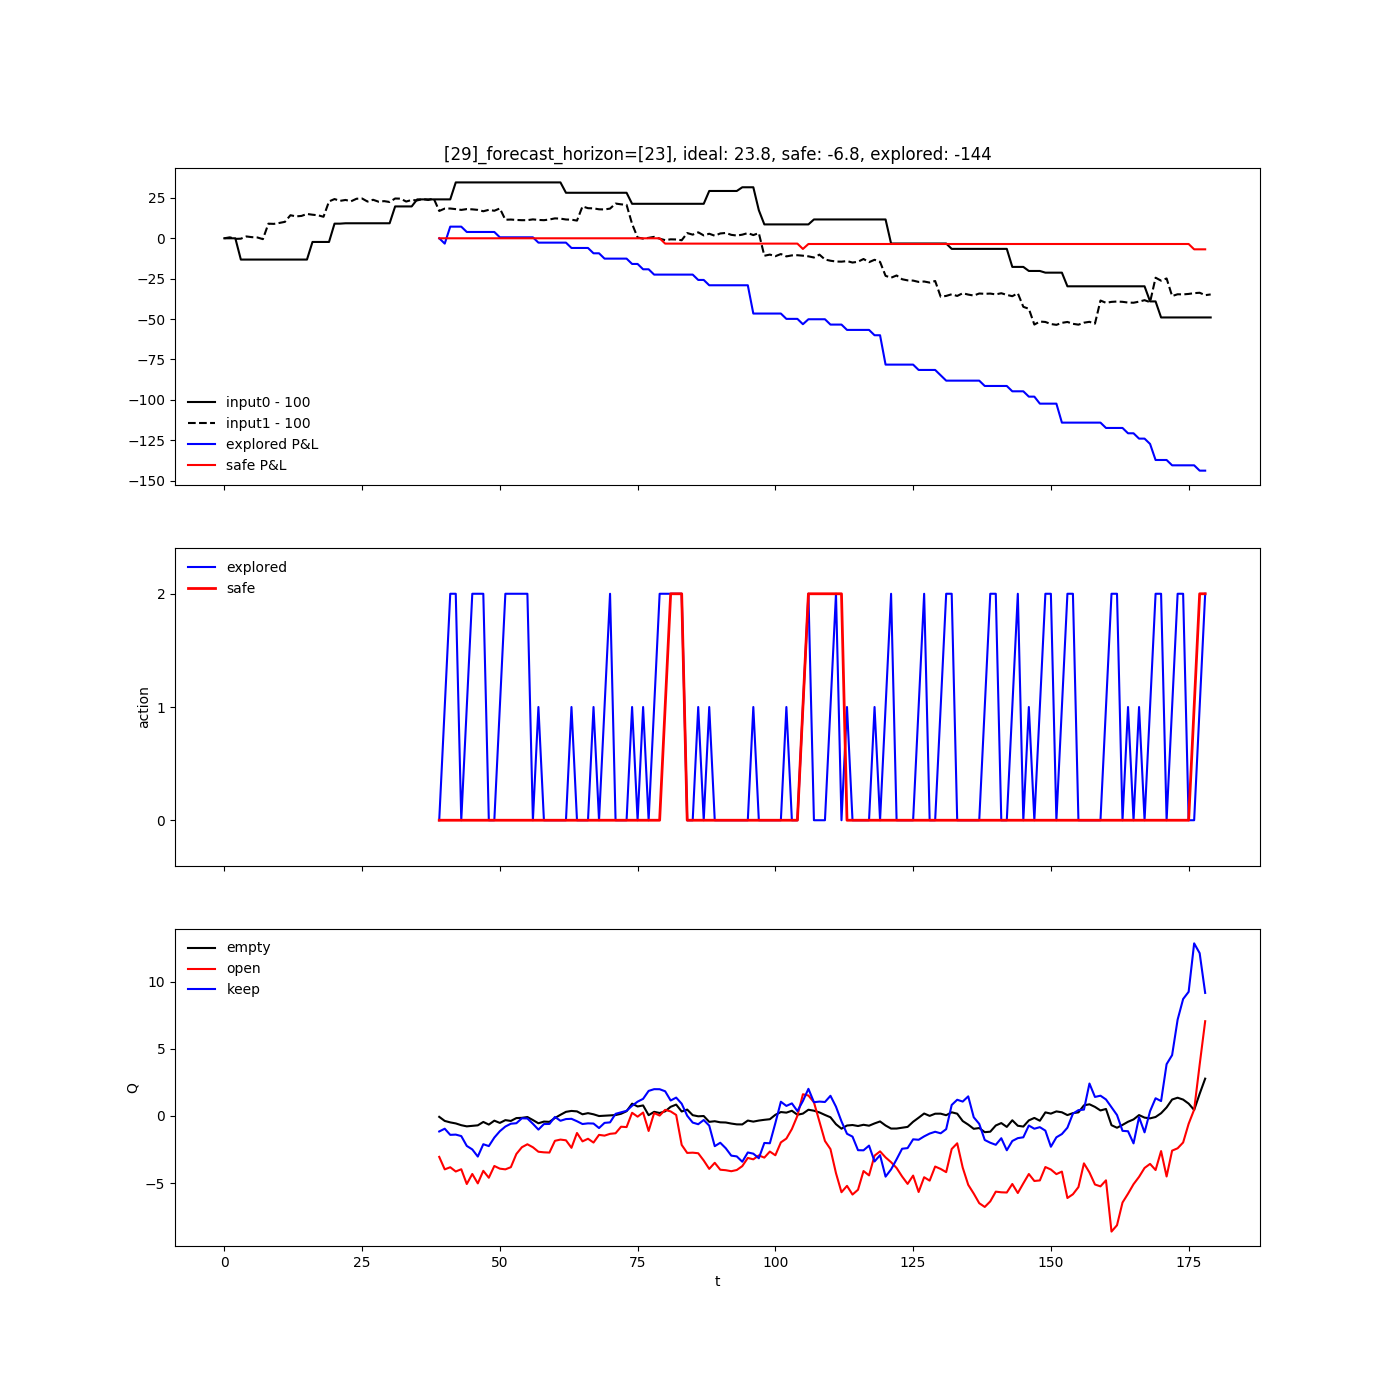 [29]_forecast_horizon=[23], ideal: 23.8, safe: -6.8, explored: -144
25
0
−25
−50
−75
−100
−125
−150
input0 - 100
input1 - 100
explored P&L
safe P&L
explored
safe
2
1
0
action
empty
open
keep
10
5
0
−5
Q
0 25 50 75 100 125 150 175
t